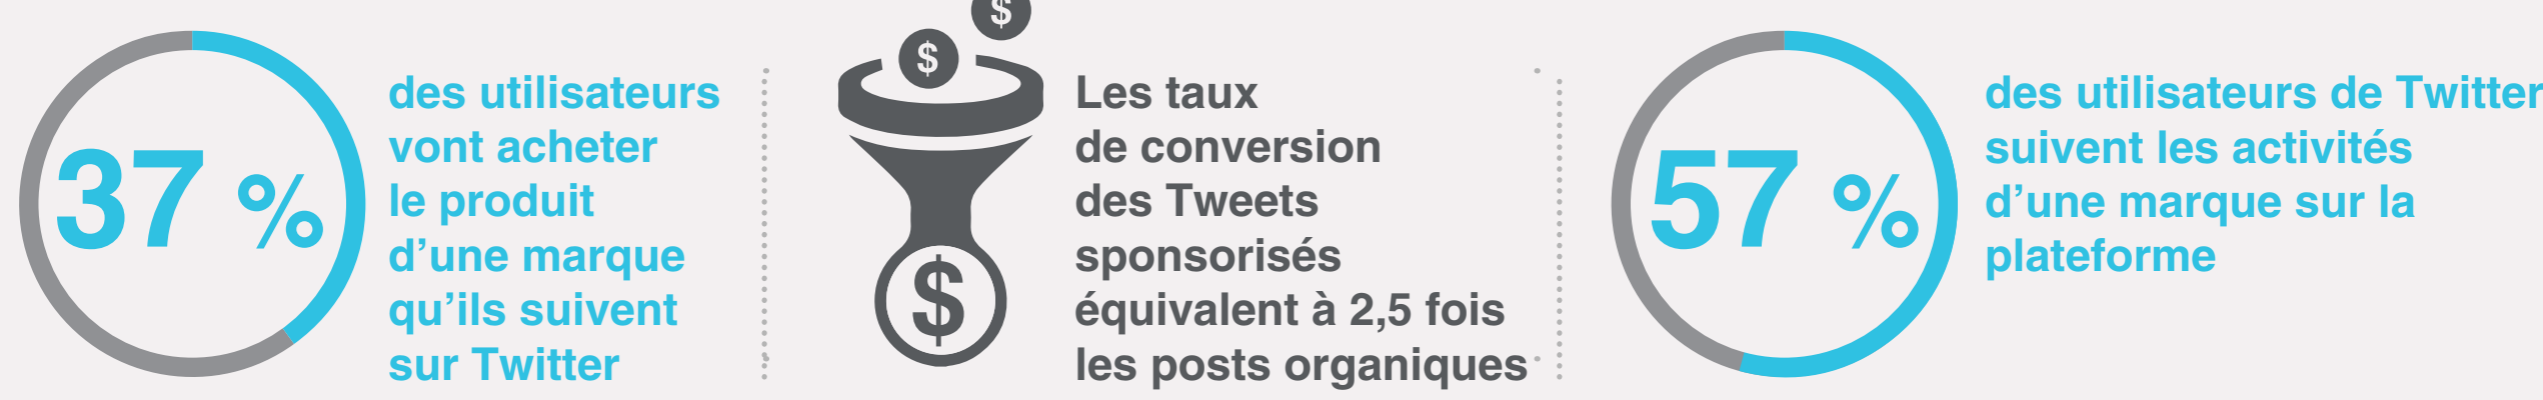 37 %
des utilisateurs
vont acheter
le produit
d’une marque
qu’ils suivent
sur Twitter
$
$
$
Les taux
de conversion
des Tweets
sponsorisés
équivalent à 2,5 fois
les posts organiques
57 %
des utilisateurs de Twitter
suivent les activités
d’une marque sur la
plateforme